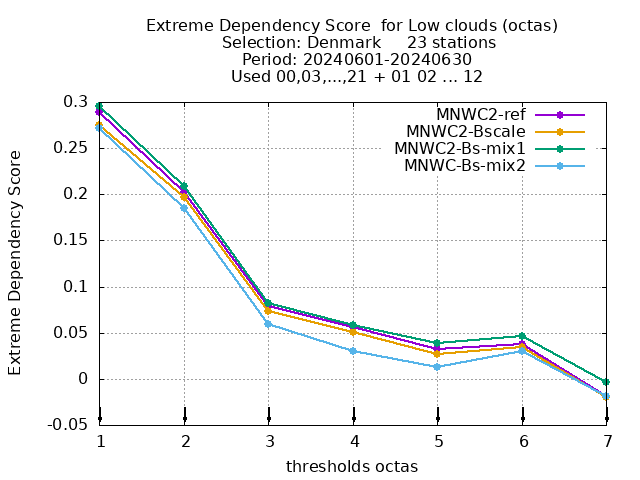 Extreme Dependency Score  for Low clouds (octas)
Selection: Denmark     23 stations
Period: 20240601-20240630
Used 00,03,...,21 + 01 02 ... 12
MNWC2-ref
MNWC2-Bscale
MNWC2-Bs-mix1
MNWC-Bs-mix2
Extreme Dependency Score
0.3
0.25
0.2
0.15
0.1
0.05
0
-0.05
1 2 3 4 5 6 7
thresholds octas